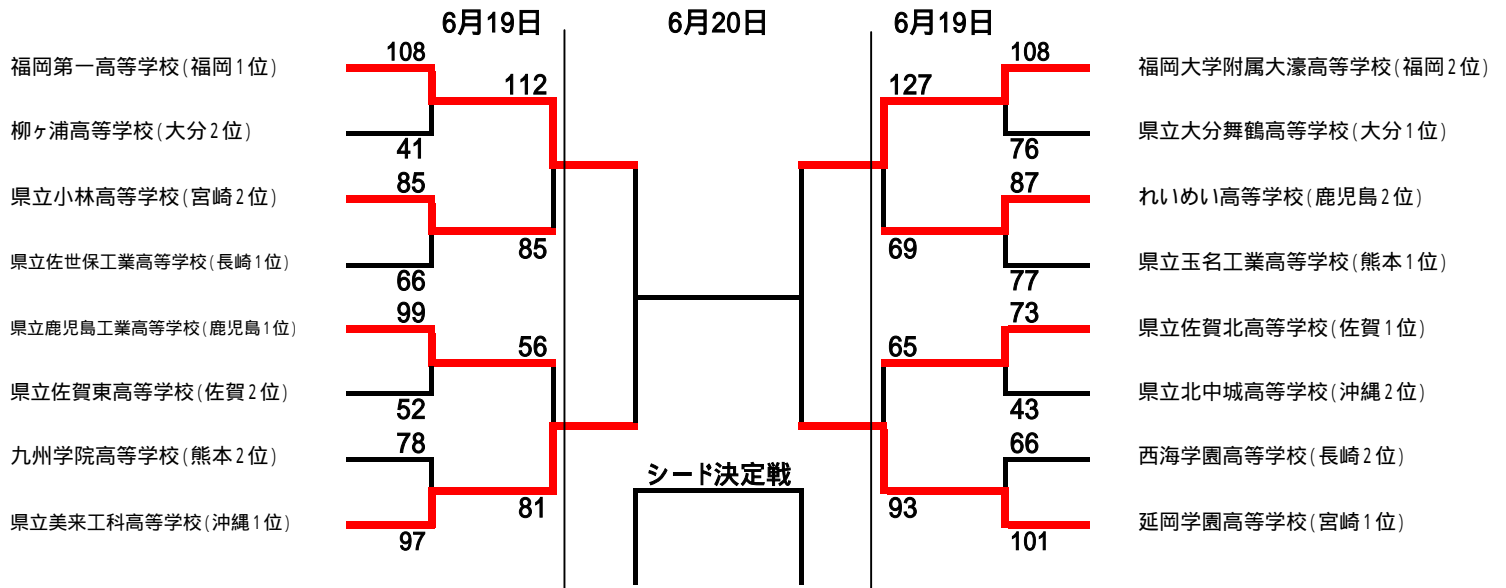 6月19日 6月20日 6月19日
108 108
福岡第一高等学校(福岡1位) 112 127 福岡大学附属大濠高等学校(福岡2位)
柳ヶ浦高等学校(大分2位) 県立大分舞鶴高等学校(大分1位)
41 76
85 87
県立小林高等学校(宮崎2位) れいめい高等学校(鹿児島2位)
85 69
県立佐世保工業高等学校(長崎1位) 県立玉名工業高等学校(熊本1位)
66 77
99 73
県立鹿児島工業高等学校(鹿児島1位) 県立佐賀北高等学校(佐賀1位)
56 65
県立佐賀東高等学校(佐賀2位) 県立北中城高等学校(沖縄2位)
52 43
78 66
九州学院高等学校(熊本2位) 西海学園高等学校(長崎2位)
シード決定戦
81 93
県立美来工科高等学校(沖縄1位) 延岡学園高等学校(宮崎1位)
97 101